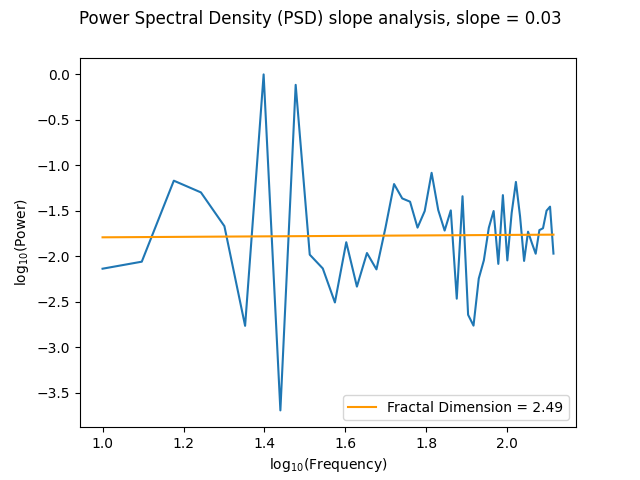 Power Spectral Density (PSD) slope analysis, slope = 0.03
0.0
−0.5
−1.0
−1.5
−2.0
−2.5
−3.0
−3.5
log₁₀(Power)
Fractal Dimension = 2.49
1.0 1.2 1.4 1.6 1.8 2.0
log₁₀(Frequency)